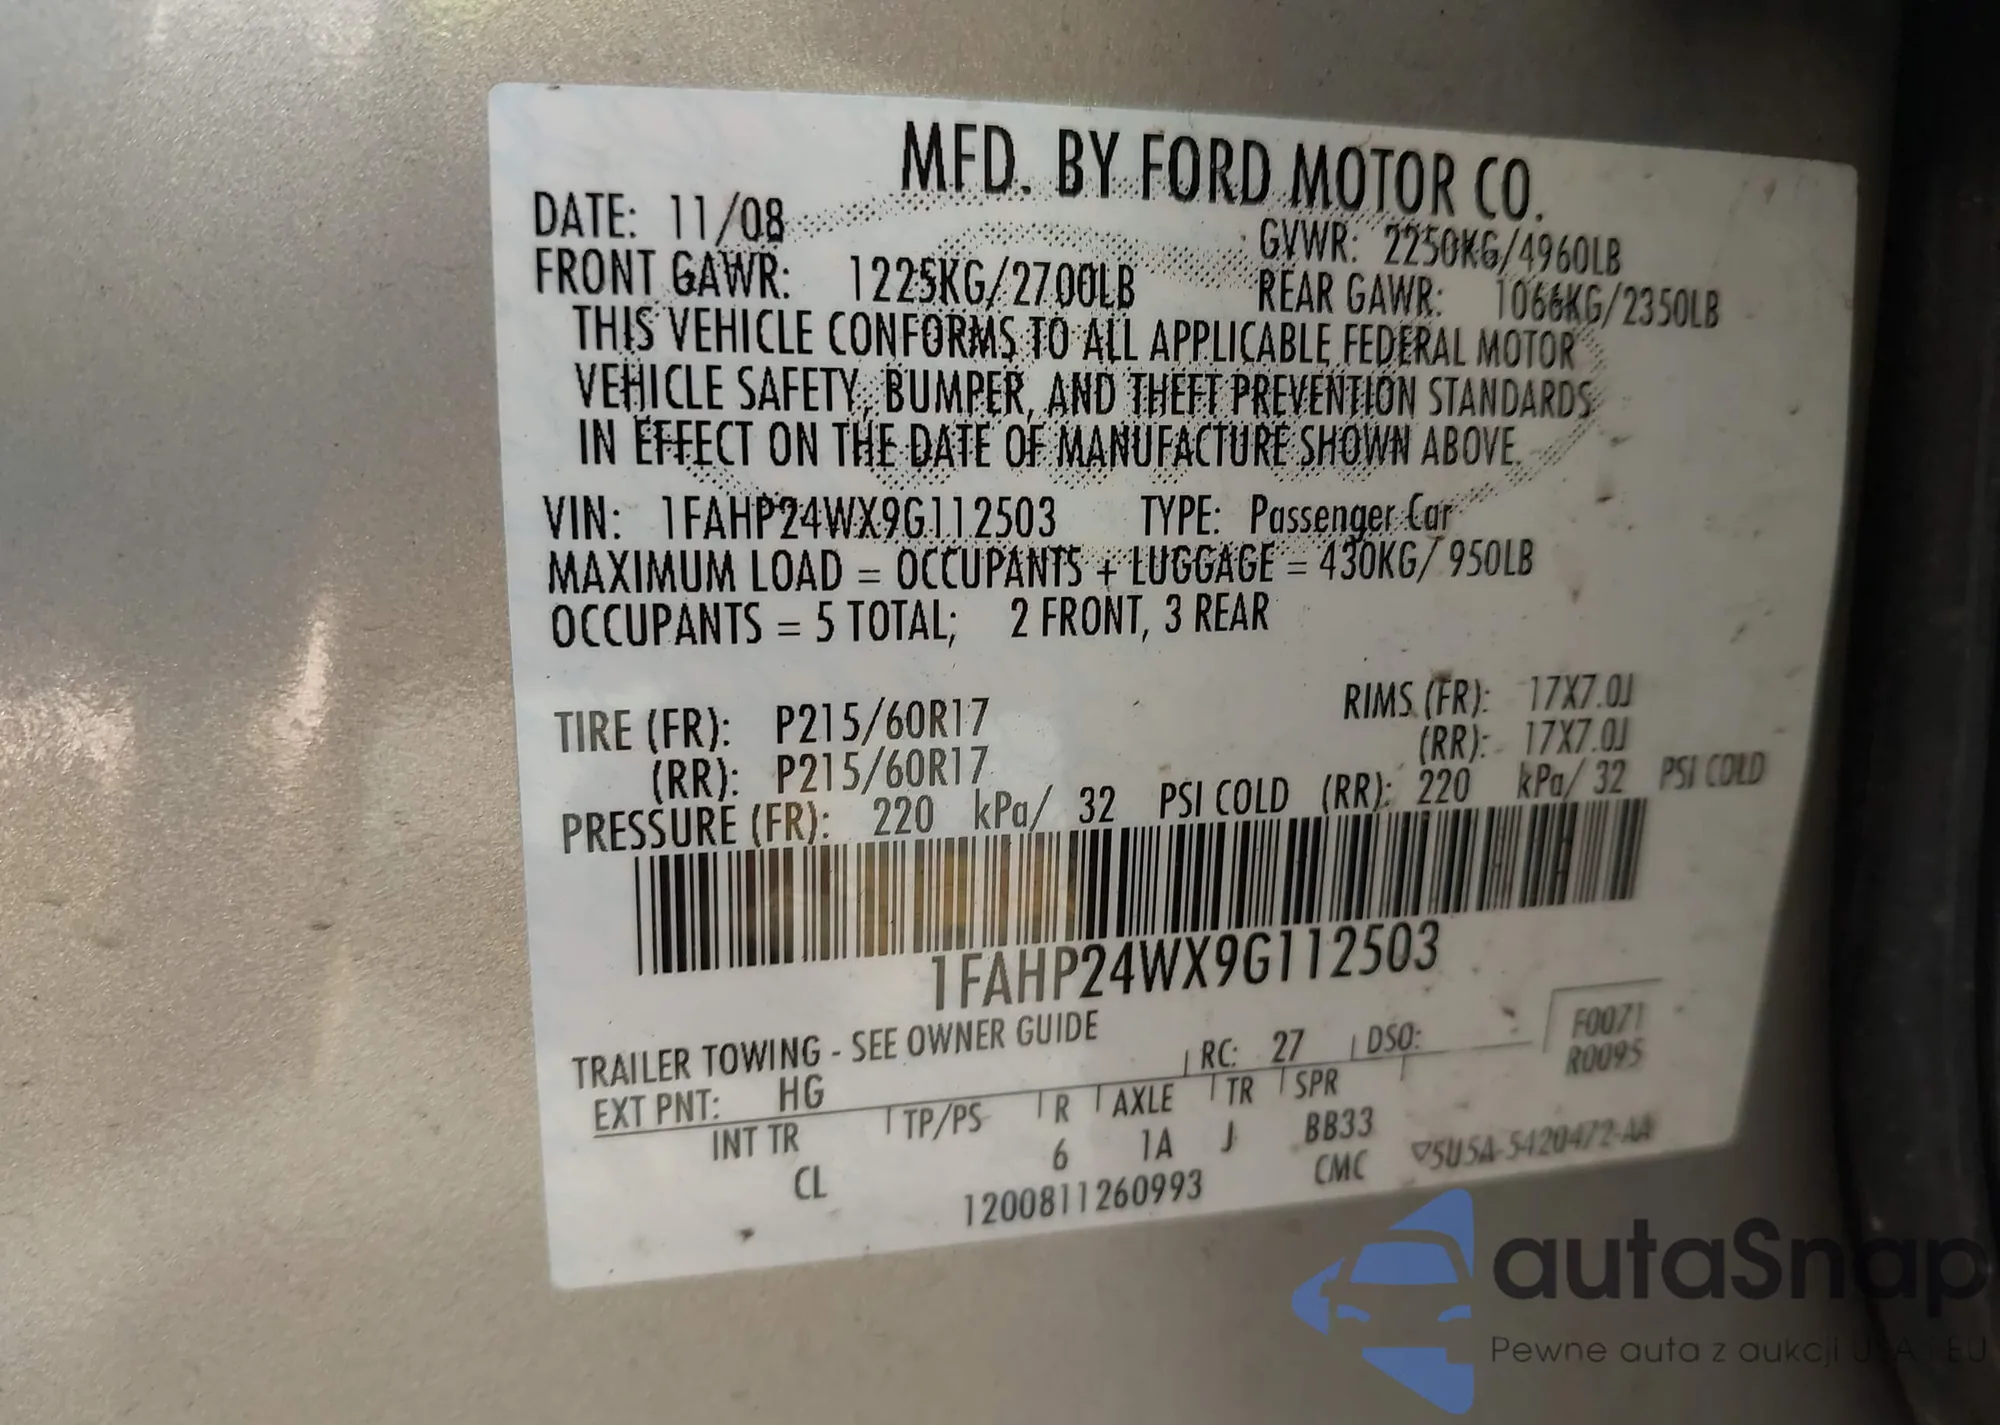 MFD. BY FORD MOTOR CO.
DATE: 11/08 GVWR: 2250KG/4960LB
FRONT GAWR: 1225KG/2700LB REAR GAWR: 1066KG/2350LB
THIS VEHICLE CONFORMS TO ALL APPLICABLE FEDERAL MOTOR
VEHICLE SAFETY, BUMPER, AND THEFT PREVENTION STANDARDS
IN EFFECT ON THE DATE OF MANUFACTURE SHOWN ABOVE.
VIN: 1FAHP24WX9G112503 TYPE: Passenger Car
MAXIMUM LOAD = OCCUPANTS + LUGGAGE = 430KG/ 950LB
OCCUPANTS = 5 TOTAL; 2 FRONT, 3 REAR
TIRE (FR): P215/60R17 RIMS (FR): 17X7.0J
(RR): P215/60R17 (RR): 17X7.0J
PRESSURE (FR): 220 kPa/ 32 PSI COLD (RR): 220 kPa/ 32 PSI COLD
1FAHP24WX9G112503
TRAILER TOWING - SEE OWNER GUIDE
EXT PNT: HG RC: 27 DSO: F0071
R0095
INT TR TP/PS R AXLE TR SPR
CL 6 1A J BB33
1200811260993 CMC ▽5U5A-5420472-AA
autaSnap
Pewne auta z aukcji USA i EU